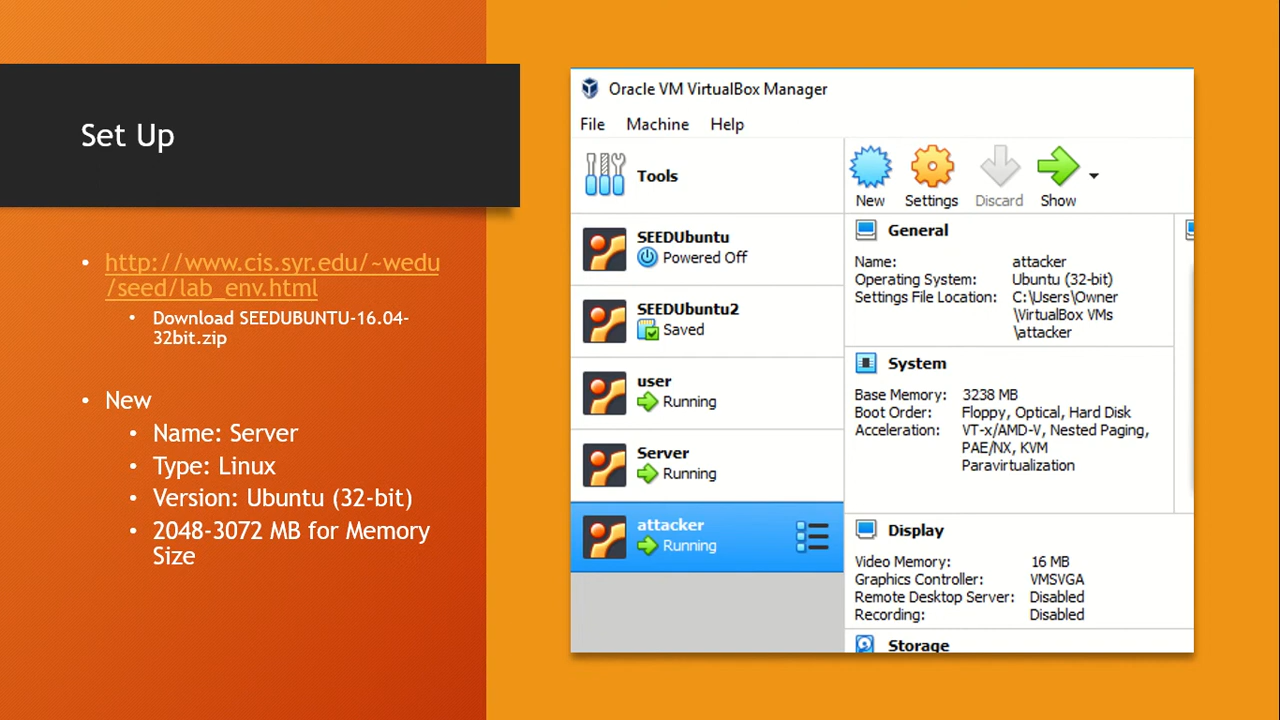 Set Up
http://www.cis.syr.edu/~wedu
/seed/lab_env.html
Download SEEDUBUNTU-16.04-
32bit.zip
New
Name: Server
Type: Linux
Version: Ubuntu (32-bit)
2048-3072 MB for Memory
Size
Oracle VM VirtualBox Manager
File Machine Help
Tools
New Settings Discard Show
SEEDUbuntu
Powered Off
SEEDUbuntu2
Saved
user
Running
Server
Running
attacker
Running
General
Name: attacker
Operating System: Ubuntu (32-bit)
Settings File Location: C:\Users\Owner
\VirtualBox VMs
\attacker
System
Base Memory: 3238 MB
Boot Order: Floppy, Optical, Hard Disk
Acceleration: VT-x/AMD-V, Nested Paging,
PAE/NX, KVM
Paravirtualization
Display
Video Memory: 16 MB
Graphics Controller: VMSVGA
Remote Desktop Server: Disabled
Recording: Disabled
Storage